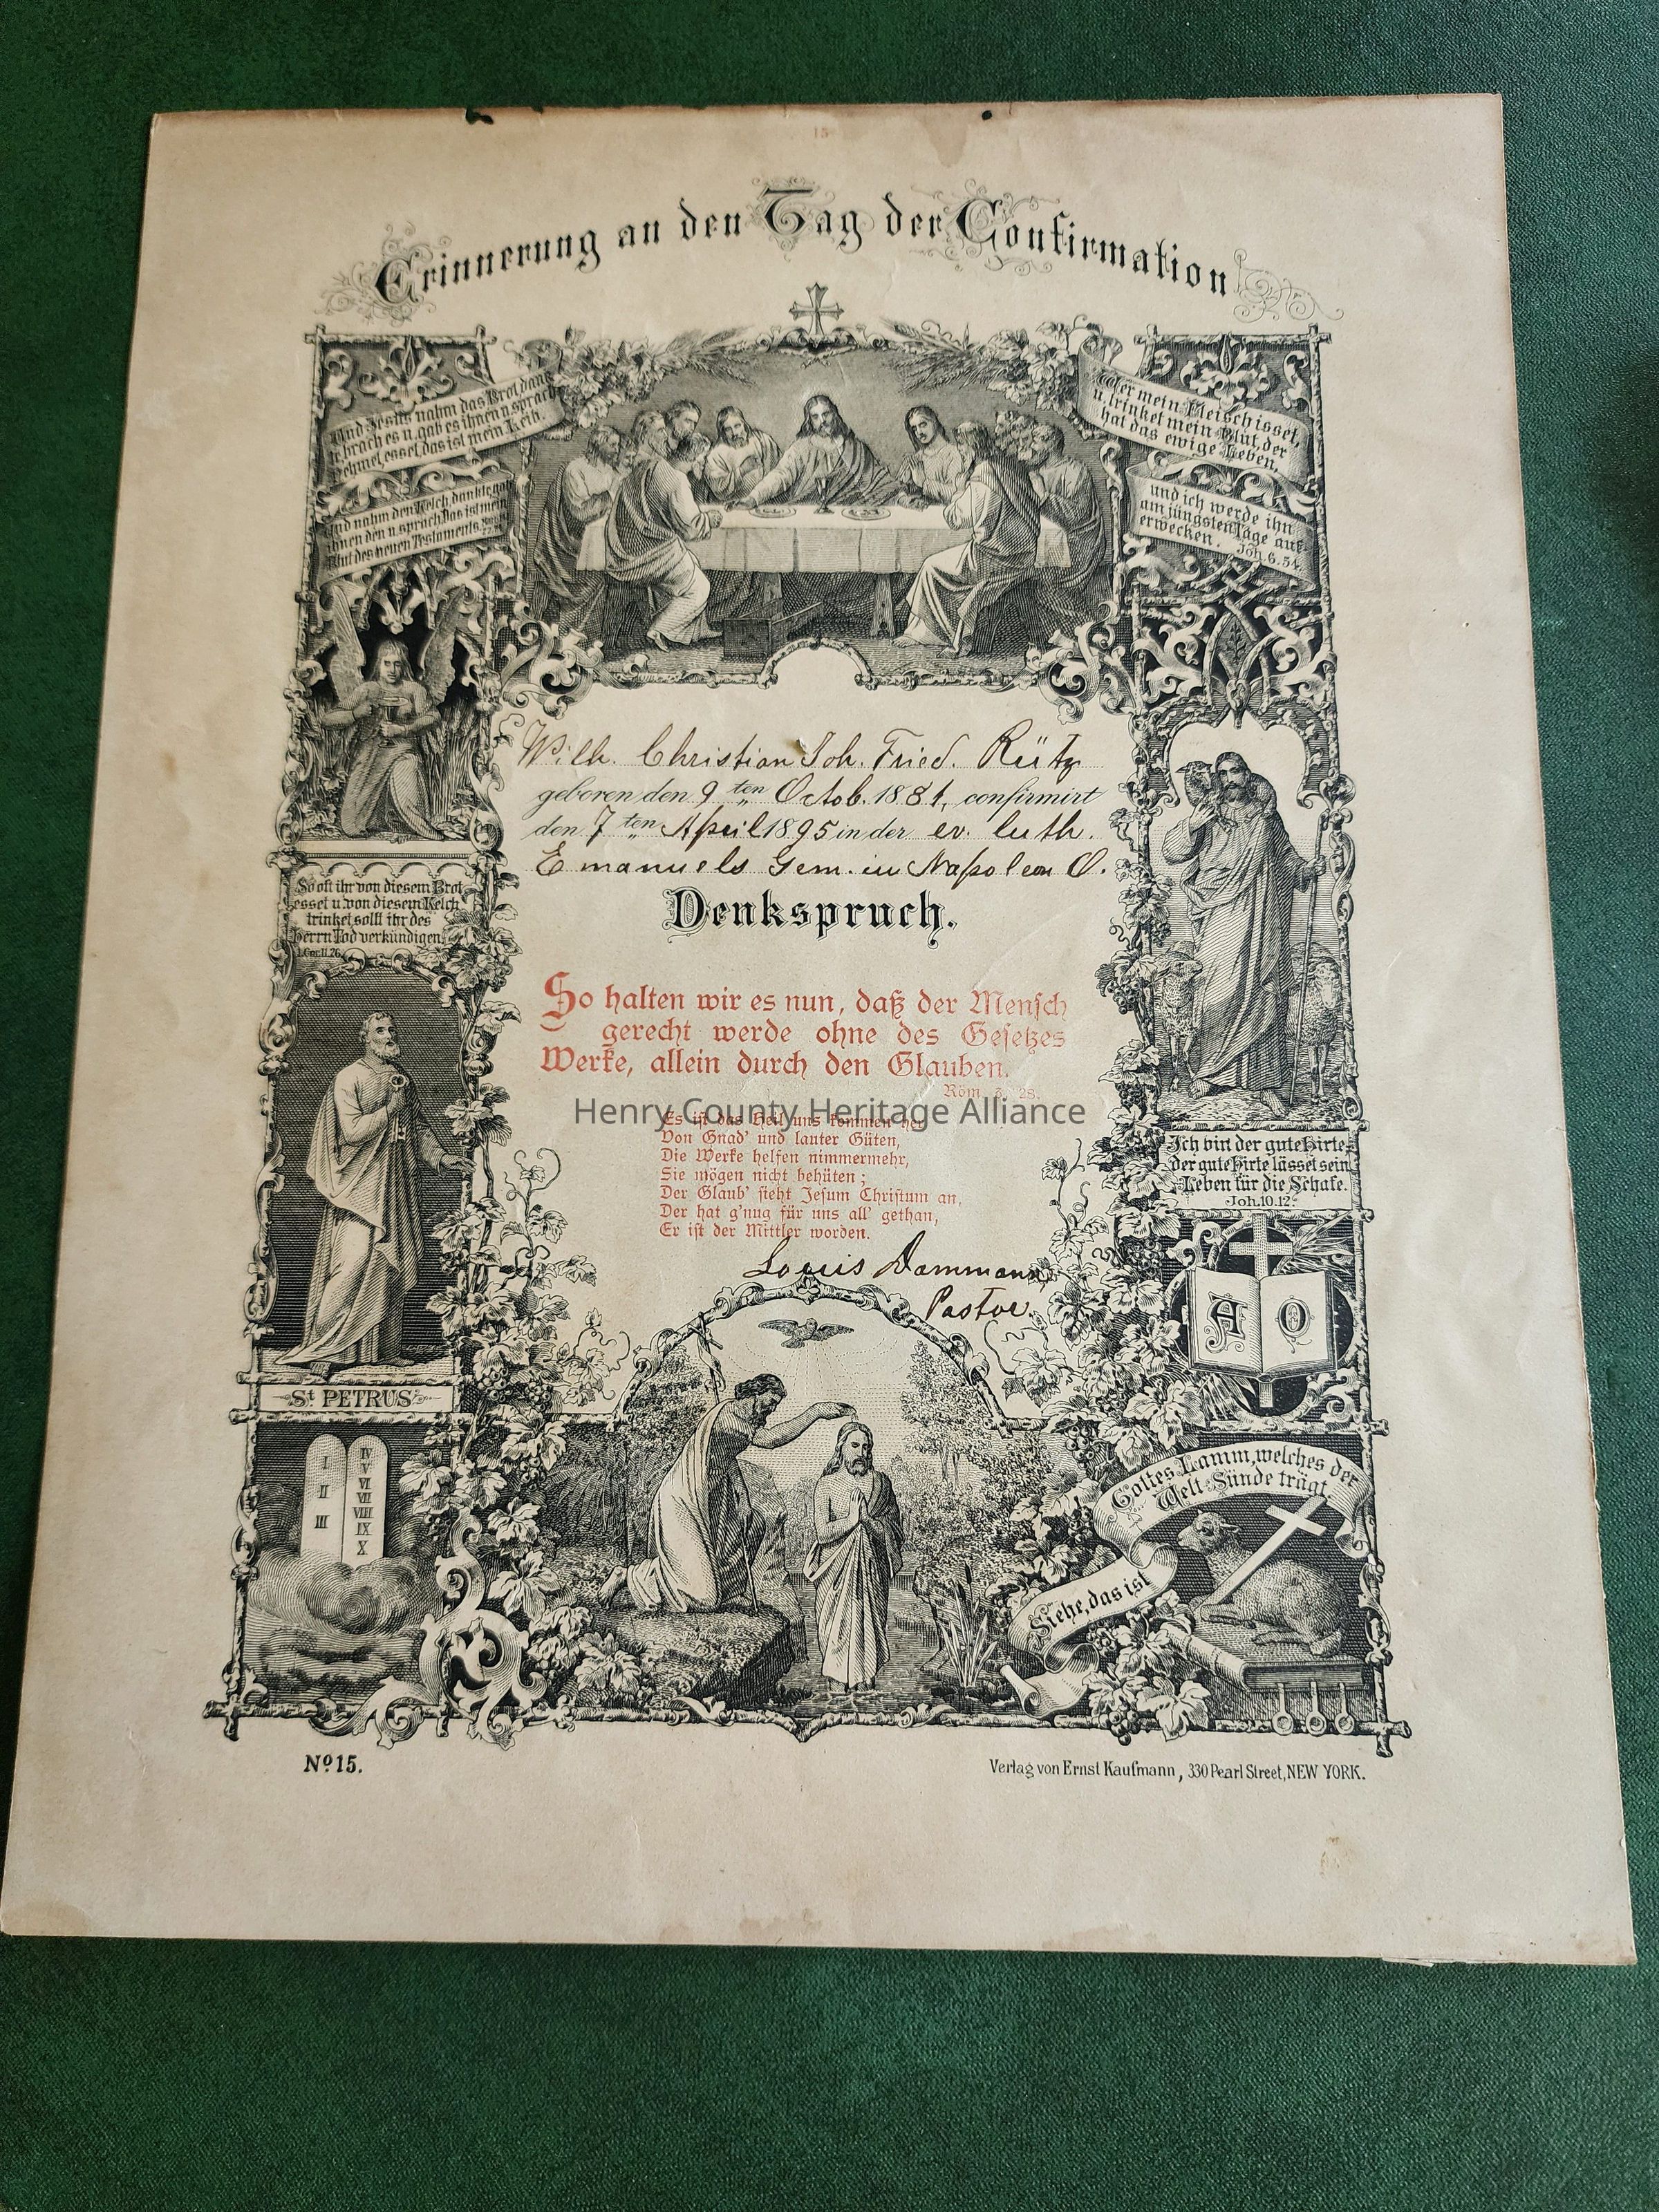 15
Erinnerung an den Tag der Confirmation
Und Jesus nahm das Brot, dank
te, brach es u. gab es ihnen u. sprach
nehmet, esset, das ist mein Leib.
Und nahm den Kelch, dankte, gab
ihnen den u. sprach: Das ist mein
Blut des neuen Testaments.
Wer mein Fleisch isset,
u. trinket mein Blut, der
hat das ewige Leben,
und ich werde ihn
am jüngsten Tage auf-
erwecken. Joh. 6. 54.
Wilh. Christian Joh. Fried. Rütz
geboren den 9ten Octob. 1881, confirmirt
den 7ten April 1895 in der ev. luth.
Emanuels Gem. in Napoleon O.
Denkspruch.
So oft ihr von diesem Brot
esset u. von diesem Kelch
trinket, sollt ihr des
Herrn Tod verkündigen.
1. Cor. 11. 26.
So halten wir es nun, daß der Mensch
gerecht werde ohne des Gesetzes
Werke, allein durch den Glauben.
Röm. 3, 28.
Henry County Heritage Alliance
Es ist das Heil uns kommen her
Von Gnad' und lauter Güten,
Die Werke helfen nimmermehr,
Sie mögen nicht behüten;
Der Glaub' sieht Jesum Christum an,
Der hat g'nug für uns all' gethan,
Er ist der Mittler worden.
Louis Dammann,
Pastor.
Ich bin der gute Hirte,
der gute Hirte lässet sein
Leben für die Schafe.
Joh. 10. 12.
A Ω
St. PETRUS
I II III
IV V VI VII VIII IX X
Siehe, das ist
Gottes Lamm, welches der
Welt Sünde trägt.
No. 15.
Verlag von Ernst Kaufmann, 330 Pearl Street, NEW YORK.